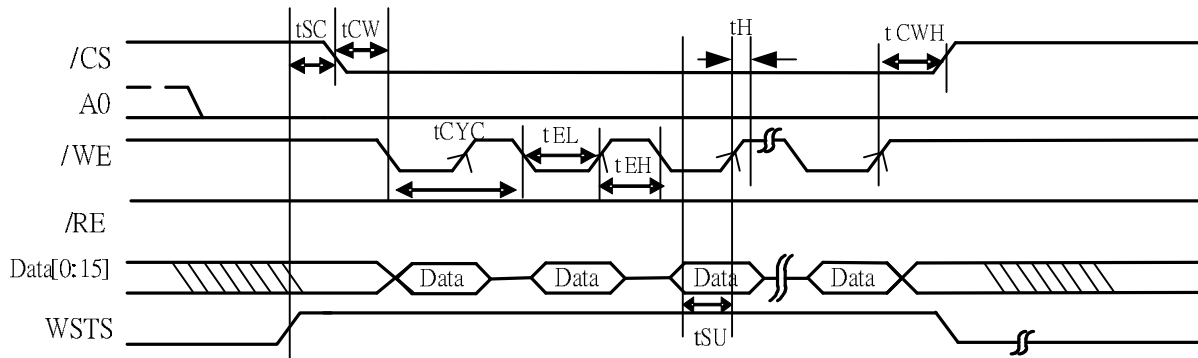 tSC tCW tH t CWH
/CS
A0
tCYC t EL
/WE
t EH
/RE
Data[0:15] Data Data Data Data
tSU
WSTS